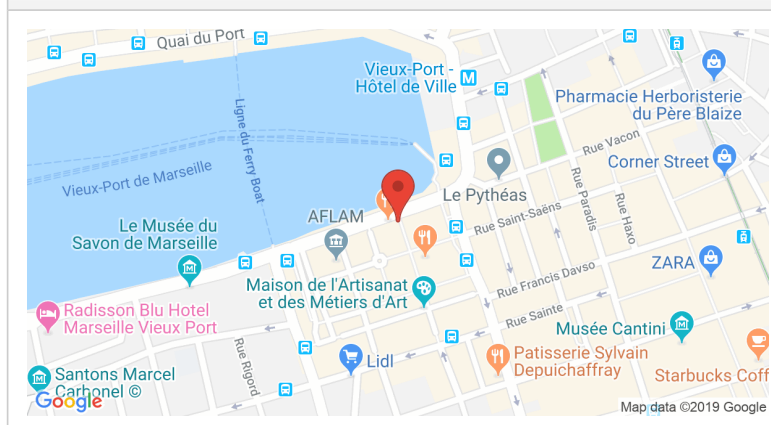 Quai du Port
Vieux-Port -
Hôtel de Ville
M
Pharmacie Herboristerie
du Père Blaize
Ligne du Ferry Boat
Rue Vacon
Corner Street
Vieux-Port de Marseille
Le Pythéas
Rue Paradis
Rue Haxo
AFLAM
Rue Saint-Saëns
Le Musée du
Savon de Marseille
ZARA
Rue Francis Davso
Maison de l'Artisanat
et des Métiers d'Art
Radisson Blu Hotel
Marseille Vieux Port
Rue Sainte
Musée Cantini
Rue Rigord
Lidl
Patisserie Sylvain
Depuichaffray
Starbucks Coff
Santons Marcel
Carbonel ©
Google
Map data ©2019 Google